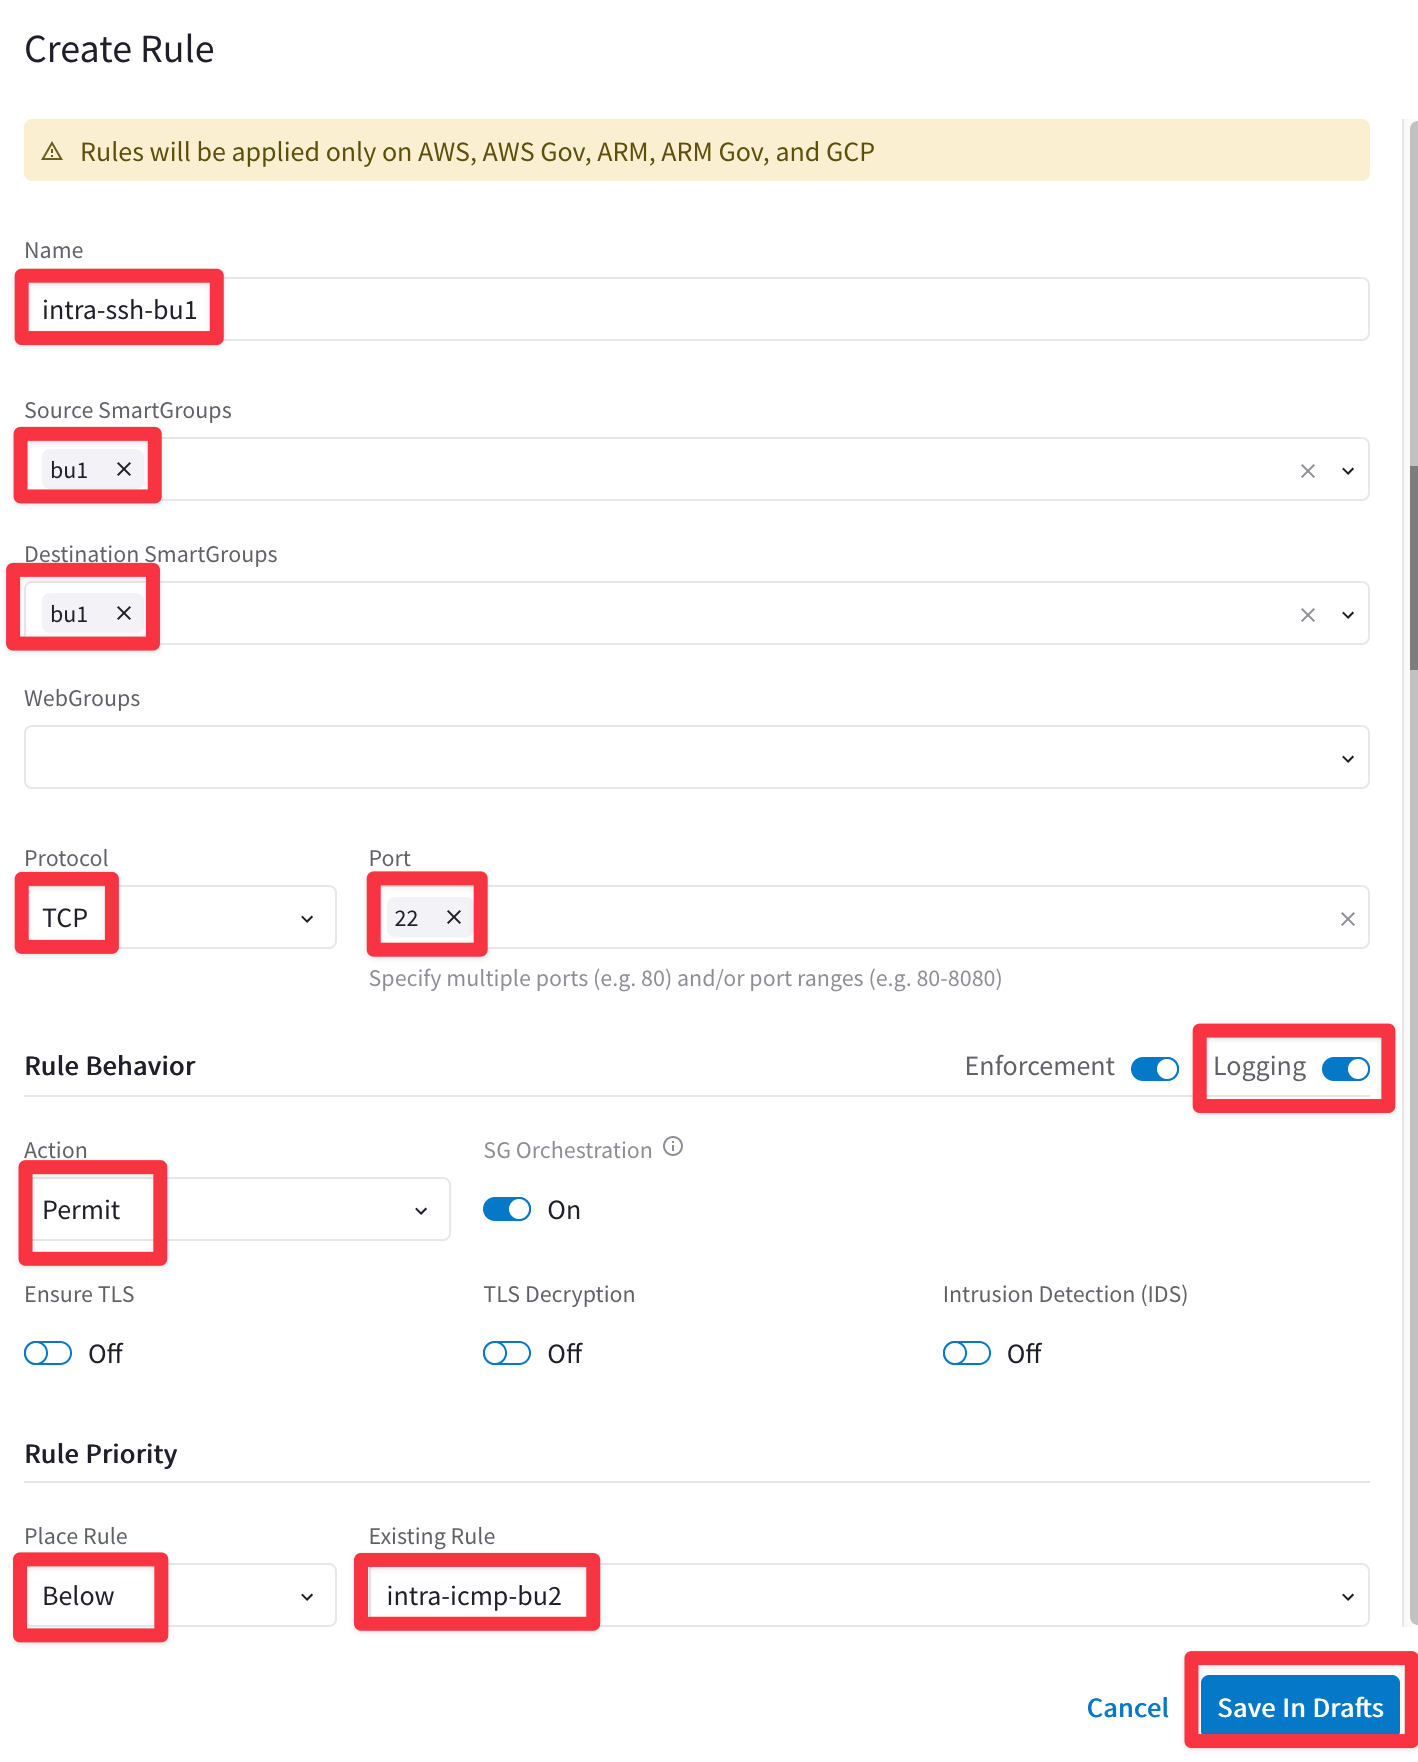 Create Rule
Rules will be applied only on AWS, AWS Gov, ARM, ARM Gov, and GCP
Name
intra-ssh-bu1
Source SmartGroups
bu1
Destination SmartGroups
bu1
WebGroups
Protocol Port
TCP 22
Specify multiple ports (e.g. 80) and/or port ranges (e.g. 80-8080)
Rule Behavior Enforcement Logging
Action SG Orchestration
Permit On
Ensure TLS TLS Decryption Intrusion Detection (IDS)
Off Off Off
Rule Priority
Place Rule Existing Rule
Below intra-icmp-bu2
Cancel Save In Drafts